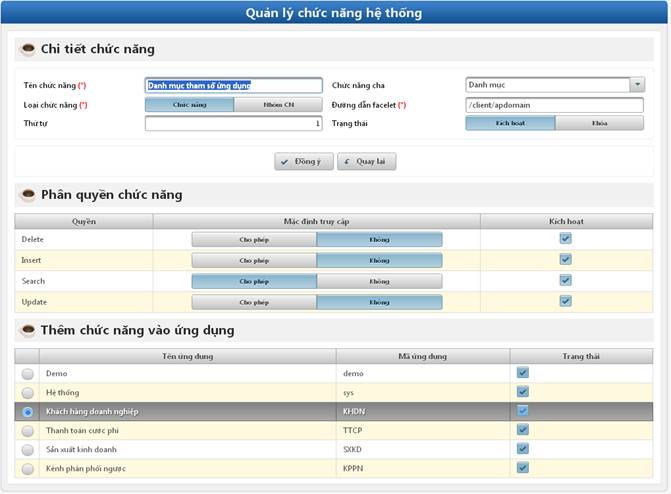 Quản lý chức năng hệ thống
Chi tiết chức năng
Tên chức năng (*) Danh mục tham số ứng dụng Chức năng cha Danh mục
Loại chức năng (*) Chức năng Nhóm CN Đường dẫn facelet (*) /client/apdomain
Thứ tự 1 Trạng thái Kích hoạt Khóa
Đồng ý Quay lại
Phân quyền chức năng
Quyền Mặc định truy cập Kích hoạt
Delete Cho phép Không
Insert Cho phép Không
Search Cho phép Không
Update Cho phép Không
Thêm chức năng vào ứng dụng
Tên ứng dụng Mã ứng dụng Trạng thái
Demo demo
Hệ thống sys
Khách hàng doanh nghiệp KHDN
Thanh toán cước phí TTCP
Sản xuất kinh doanh SXKD
Kênh phân phối ngược KPPN